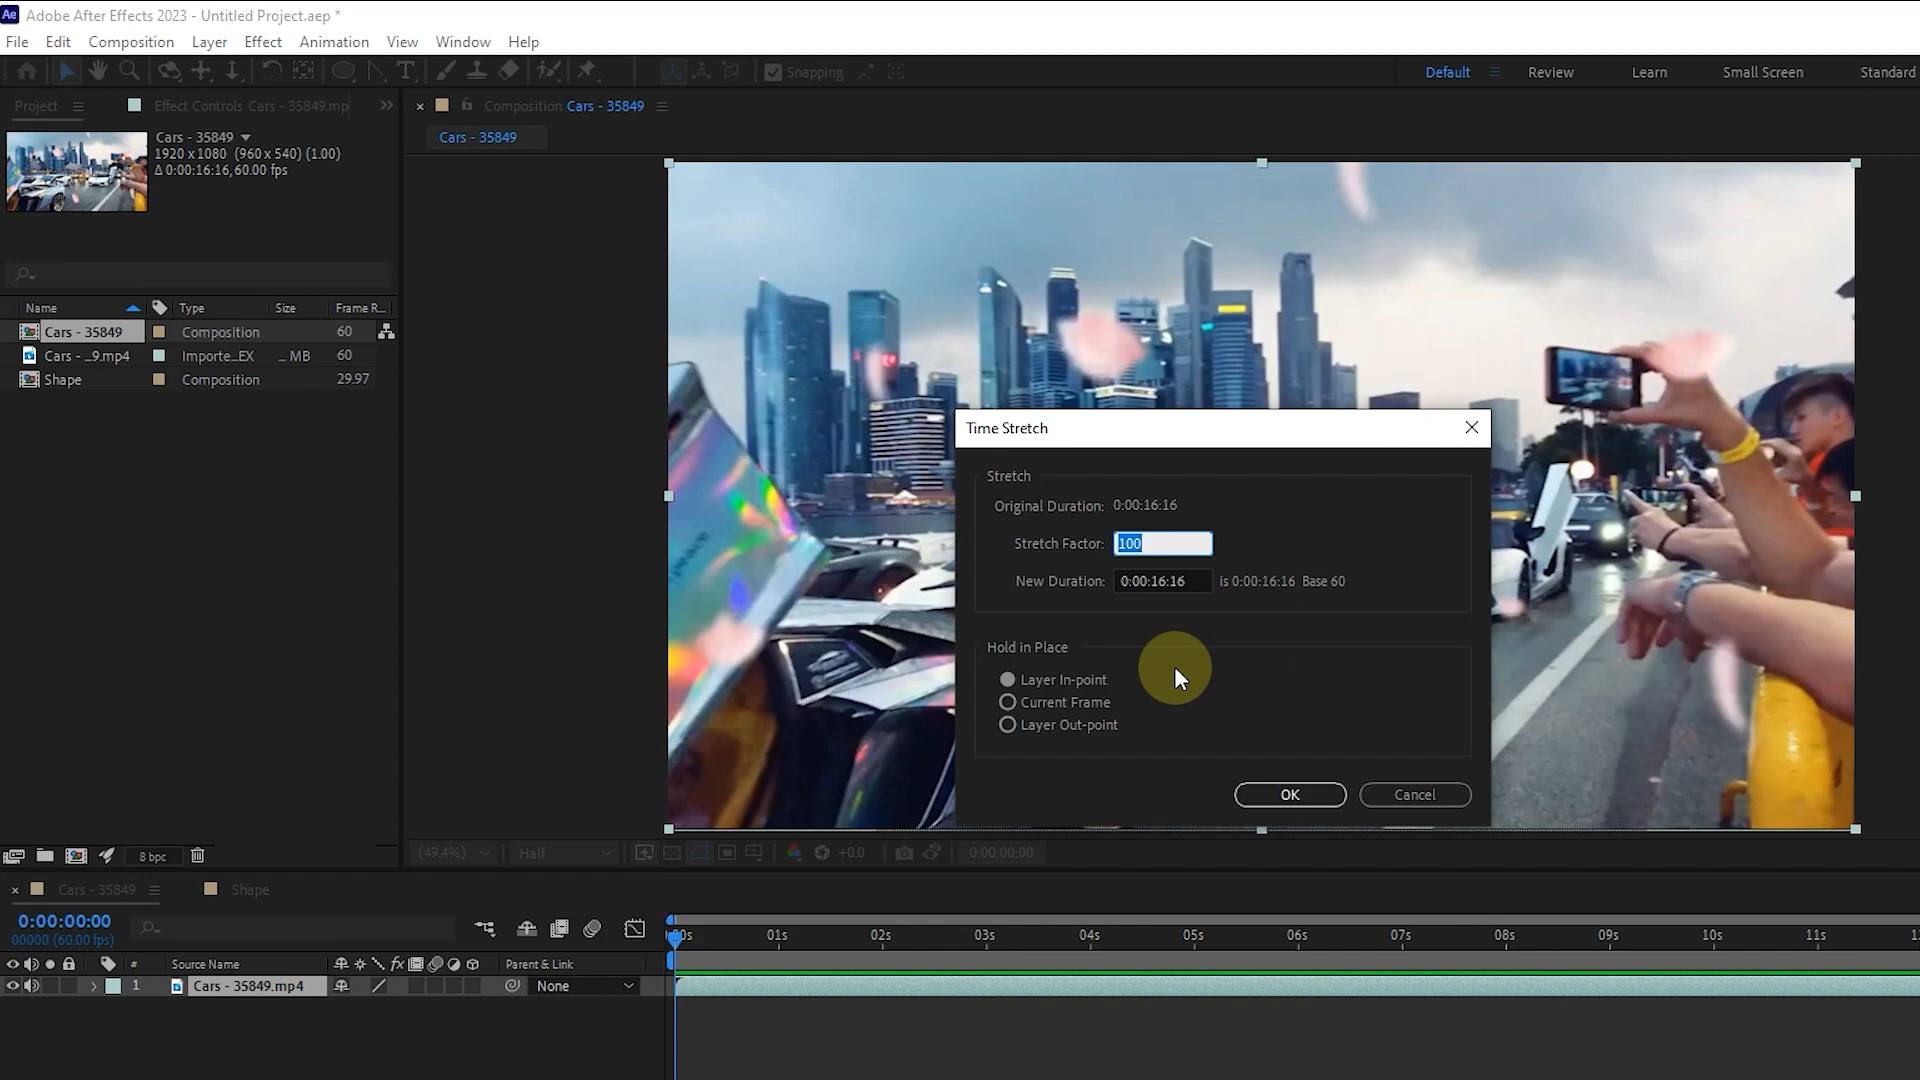 Ae Adobe After Effects 2023 - Untitled Project.aep *
File Edit Composition Layer Effect Animation View Window Help
Snapping Default Review Learn Small Screen Standard
Project Effect Controls Cars - 35849.mp Composition Cars - 35849
Cars - 35849
Cars - 35849
1920 x 1080 (960 x 540) (1.00)
Δ 0:00:16:16, 60.00 fps
Name Type Size Frame R...
Cars - 35849 Composition 60
Cars - _9.mp4 Importe_EX ... MB 60
Shape Composition 29.97
Time Stretch
Stretch
Original Duration: 0:00:16:16
Stretch Factor: 100
New Duration: 0:00:16:16 is 0:00:16:16 Base 60
Hold in Place
Layer In-point
Current Frame
Layer Out-point
OK Cancel
8 bpc (49.4%) Half +0.0 0:00:00:00
Cars - 35849 Shape
0:00:00:00
00000 (60.00 fps)
00s 01s 02s 03s 04s 05s 06s 07s 08s 09s 10s 11s
# Source Name fx Parent & Link
1 Cars - 35849.mp4 None